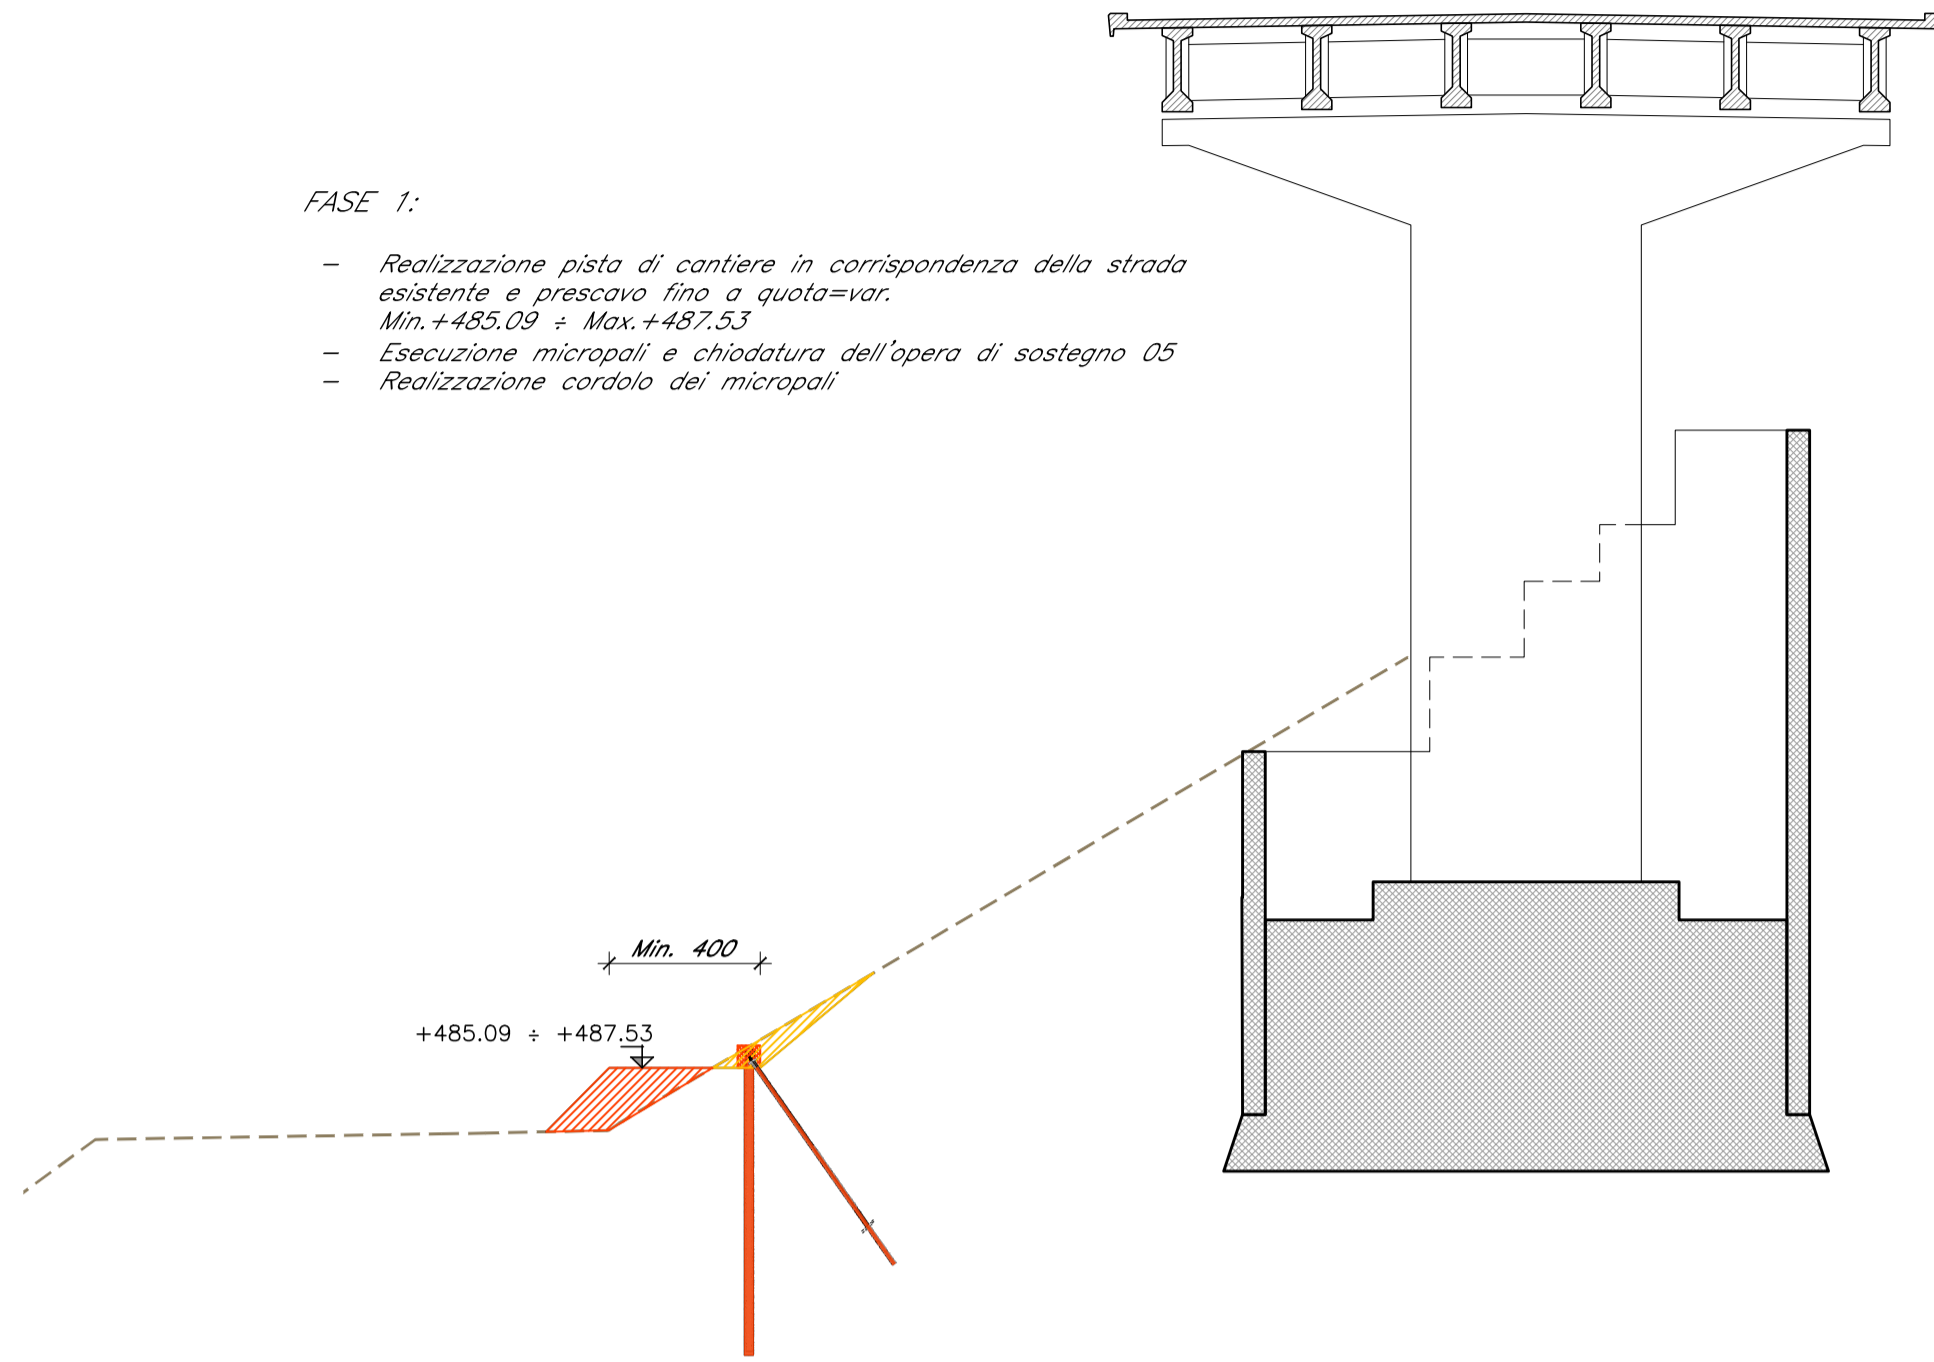 FASE 1:
- Realizzazione pista di cantiere in corrispondenza della strada
esistente e prescavo fino a quota=var.
Min.+485.09 ÷ Max.+487.53
- Esecuzione micropali e chiodatura dell'opera di sostegno 05
- Realizzazione cordolo dei micropali
Min. 400
+485.09 ÷ +487.53